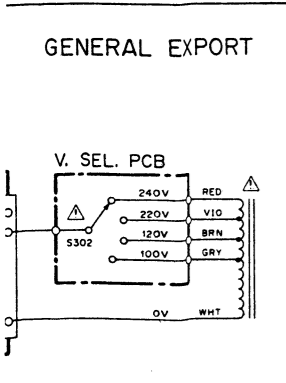 GENERAL EXPORT
V. SEL. PCB
240V RED
220V VIO
S302
120V BRN
100V GRY
0V WHT